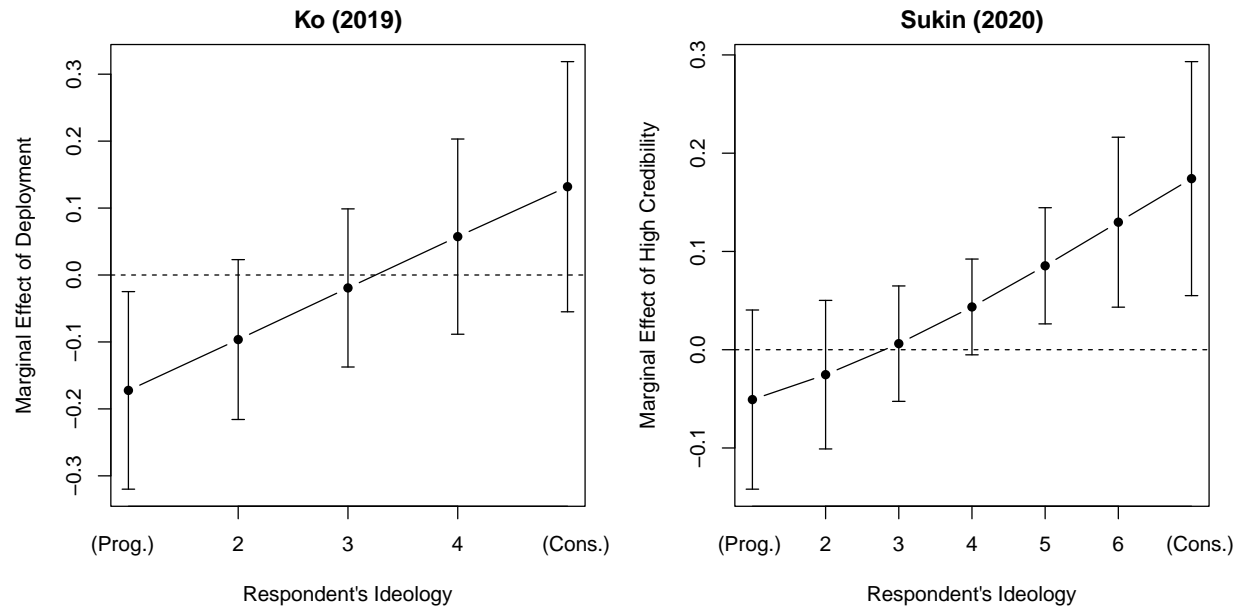 Ko (2019)
Marginal Effect of Deployment
0.3
0.2
0.1
0.0
−0.1
−0.2
−0.3
(Prog.) 2 3 4 (Cons.)
Respondent's Ideology
Sukin (2020)
Marginal Effect of High Credibility
0.3
0.2
0.1
0.0
−0.1
(Prog.) 2 3 4 5 6 (Cons.)
Respondent's Ideology